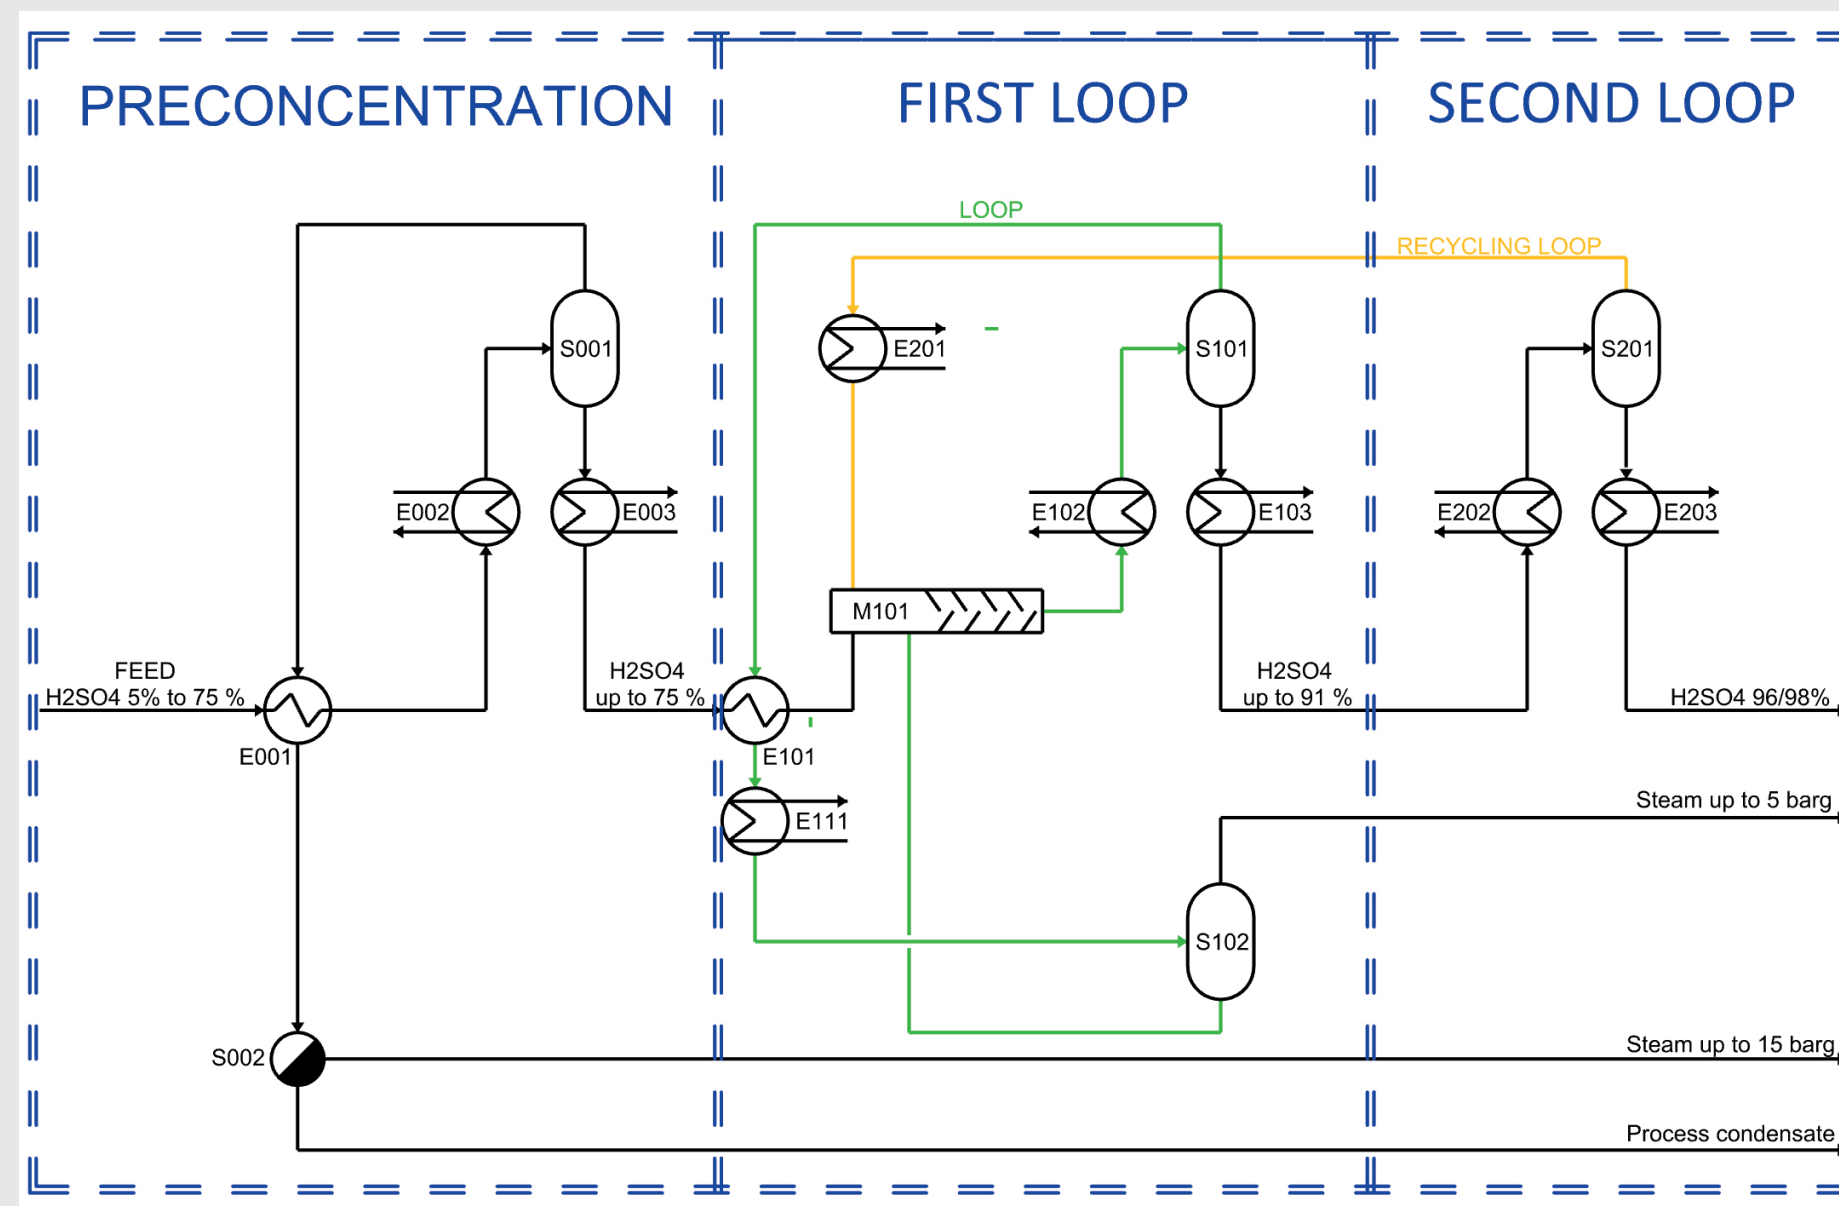 PRECONCENTRATION
FIRST LOOP
SECOND LOOP
LOOP
RECYCLING LOOP
S001
E201
S101
S201
E002
E003
E102
E103
E202
E203
M101
FEED
H2SO4 5% to 75 %
H2SO4
up to 75 %
H2SO4
up to 91 %
H2SO4 96/98%
E001
E101
E111
Steam up to 5 barg
S102
S002
Steam up to 15 barg
Process condensate